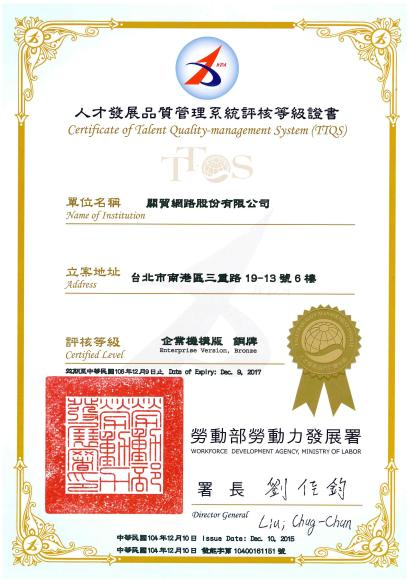 人才發展品質管理系統評核等級證書
Certificate of Talent Quality-management System (TTQS)
TTQS
單位名稱 關貿網路股份有限公司
Name of Institution
立案地址 台北市南港區三重路 19-13 號 6 樓
Address
評核等級 企業機構版 銅牌
Certified Level Enterprise Version, Bronze
效期至中華民國106年12月9日止 Date of Expiry: Dec. 9, 2017
勞動部勞動力發展署
WORKFORCE DEVELOPMENT AGENCY, MINISTRY OF LABOR
署長 劉佳鈞
Director General Liu, Chug-Chun
中華民國104年12月10日 Issue Date: Dec. 10, 2015
中華民國104年12月10日 發能字第10400161151號